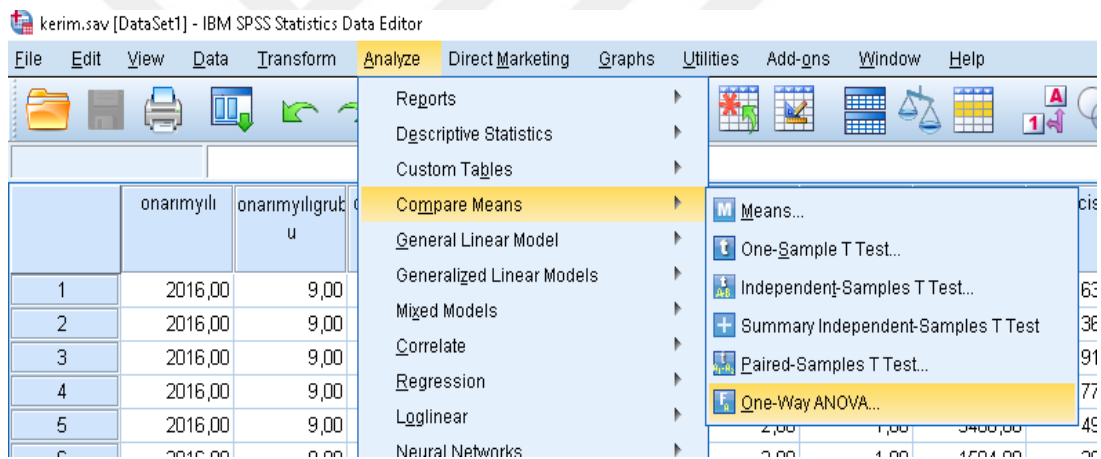 kerim.sav [DataSet1] - IBM SPSS Statistics Data Editor
File Edit View Data Transform Analyze Direct Marketing Graphs Utilities Add-ons Window Help
Reports
Descriptive Statistics
Custom Tables
Compare Means
General Linear Model
Generalized Linear Models
Mixed Models
Correlate
Regression
Loglinear
Neural Networks
Means...
One-Sample T Test...
Independent-Samples T Test...
Summary Independent-Samples T Test
Paired-Samples T Test...
One-Way ANOVA...
onarımyılı onarımyılıgrub
u
1 2016,00 9,00
2 2016,00 9,00
3 2016,00 9,00
4 2016,00 9,00
5 2016,00 9,00